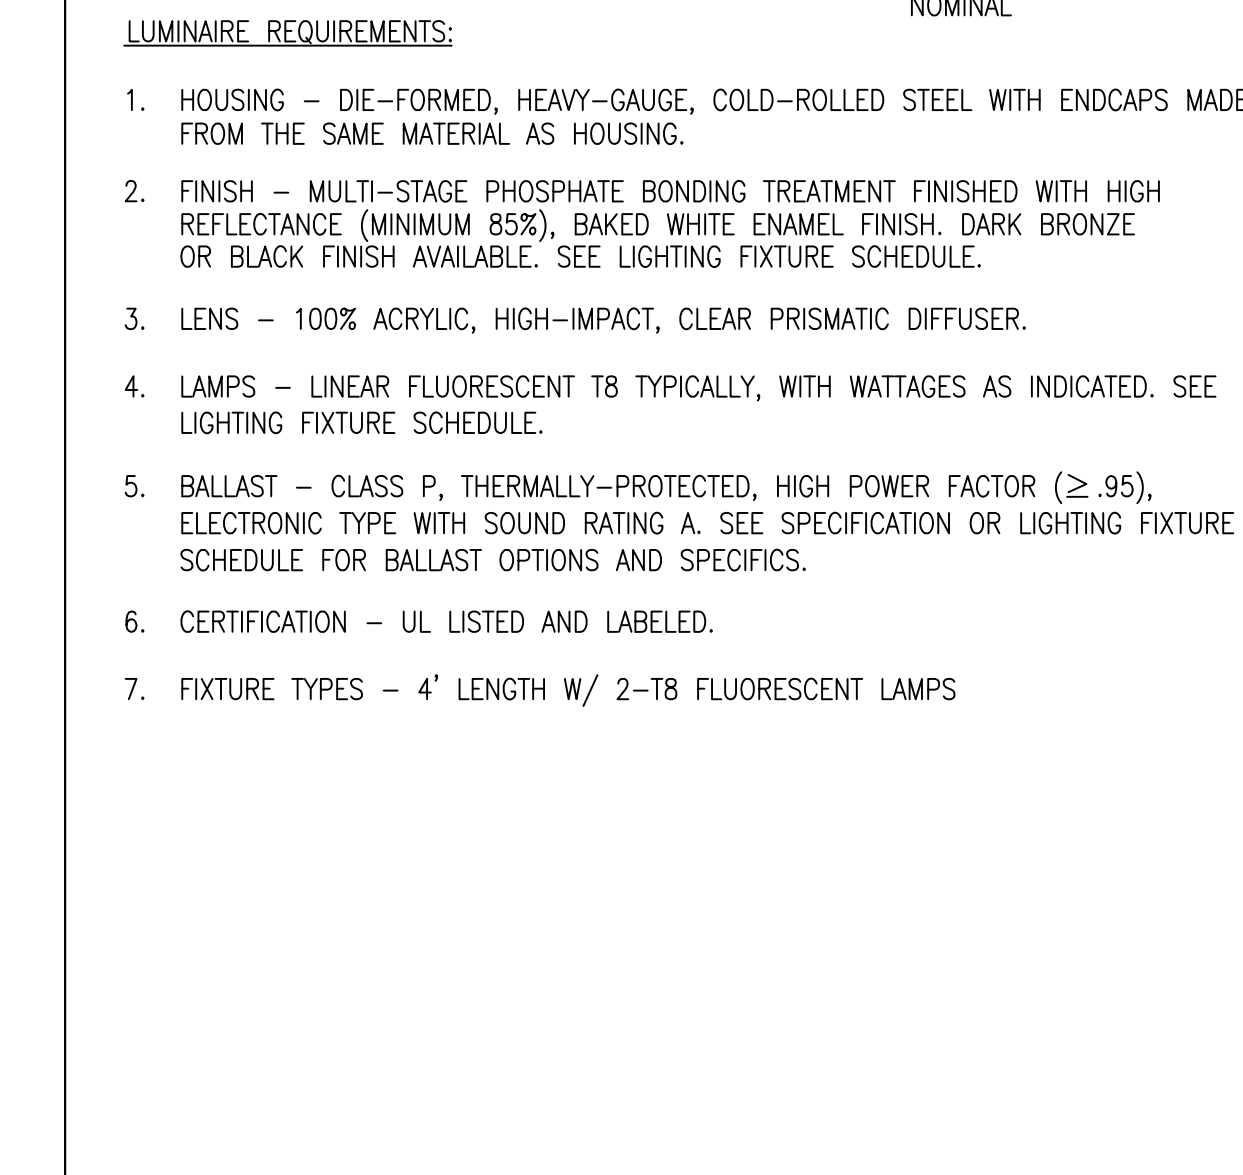 NOMINAL
LUMINAIRE REQUIREMENTS:
1. HOUSING – DIE–FORMED, HEAVY–GAUGE, COLD–ROLLED STEEL WITH ENDCAPS MADE
FROM THE SAME MATERIAL AS HOUSING.
2. FINISH – MULTI–STAGE PHOSPHATE BONDING TREATMENT FINISHED WITH HIGH
REFLECTANCE (MINIMUM 85%), BAKED WHITE ENAMEL FINISH. DARK BRONZE
OR BLACK FINISH AVAILABLE. SEE LIGHTING FIXTURE SCHEDULE.
3. LENS – 100% ACRYLIC, HIGH–IMPACT, CLEAR PRISMATIC DIFFUSER.
4. LAMPS – LINEAR FLUORESCENT T8 TYPICALLY, WITH WATTAGES AS INDICATED. SEE
LIGHTING FIXTURE SCHEDULE.
5. BALLAST – CLASS P, THERMALLY–PROTECTED, HIGH POWER FACTOR (≥.95),
ELECTRONIC TYPE WITH SOUND RATING A. SEE SPECIFICATION OR LIGHTING FIXTURE
SCHEDULE FOR BALLAST OPTIONS AND SPECIFICS.
6. CERTIFICATION – UL LISTED AND LABELED.
7. FIXTURE TYPES – 4' LENGTH W/ 2–T8 FLUORESCENT LAMPS